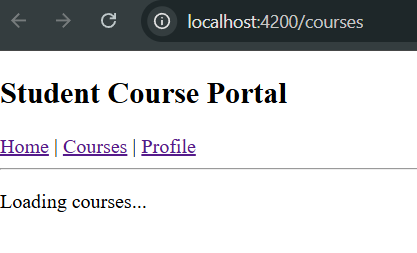 localhost:4200/courses
Student Course Portal
Home | Courses | Profile
Loading courses...